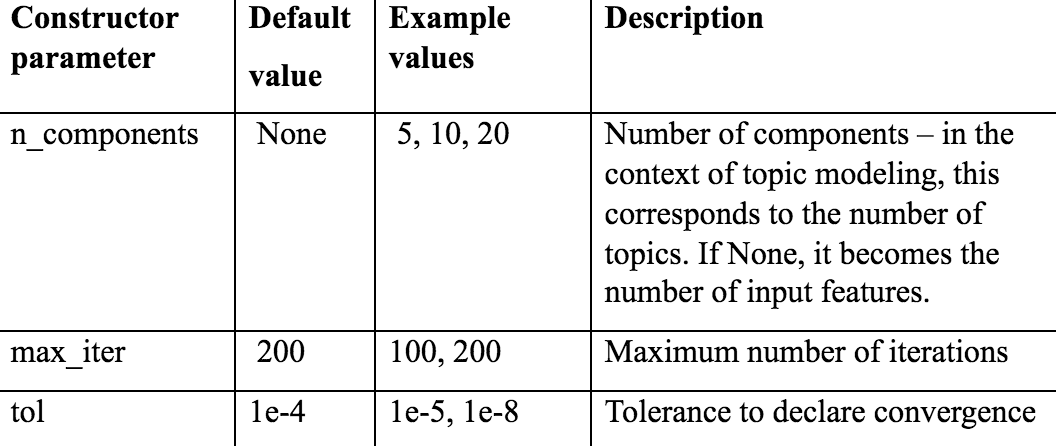 Constructor parameter | Default value | Example values | Description
n_components | None | 5, 10, 20 | Number of components – in the
context of topic modeling, this
corresponds to the number of
topics. If None, it becomes the
number of input features.
max_iter | 200 | 100, 200 | Maximum number of iterations
tol | 1e-4 | 1e-5, 1e-8 | Tolerance to declare convergence